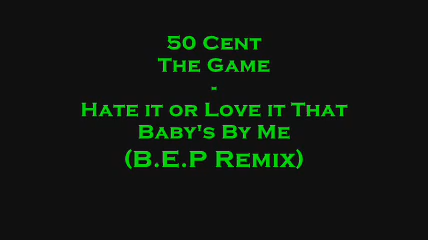 50 Cent
The Game
-
Hate it or Love it That
Baby's By Me
(B.E.P Remix)